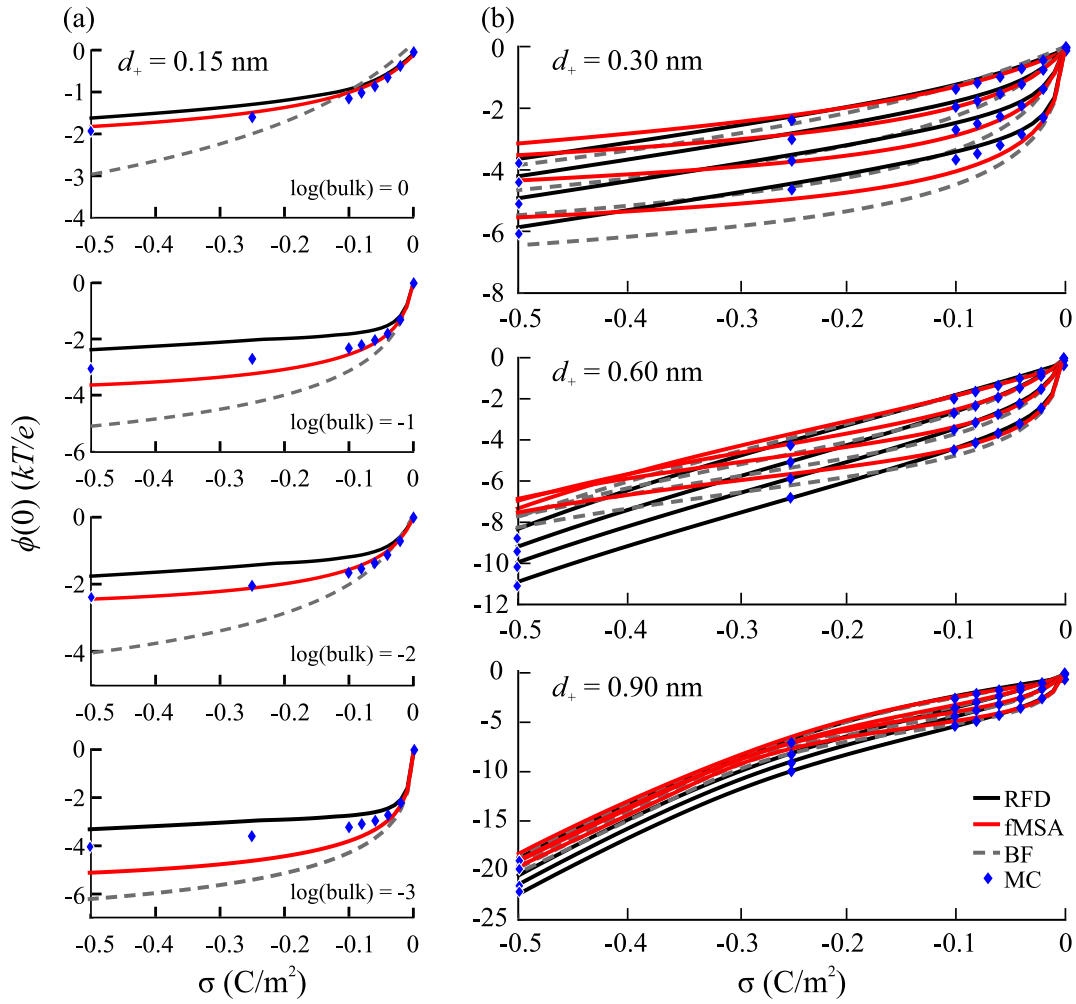 (a)
d₊ = 0.15 nm
0
-1
-2
-3
-4
log(bulk) = 0
-0.5 -0.4 -0.3 -0.2 -0.1 0
0
-2
-4
-6
log(bulk) = -1
-0.5 -0.4 -0.3 -0.2 -0.1 0
ϕ(0) (kT/e)
0
-2
-4
log(bulk) = -2
-0.5 -0.4 -0.3 -0.2 -0.1 0
0
-2
-4
-6
log(bulk) = -3
-0.5 -0.4 -0.3 -0.2 -0.1 0
σ (C/m²)
(b)
d₊ = 0.30 nm
0
-2
-4
-6
-8
-0.5 -0.4 -0.3 -0.2 -0.1 0
d₊ = 0.60 nm
0
-2
-4
-6
-8
-10
-12
-0.5 -0.4 -0.3 -0.2 -0.1 0
d₊ = 0.90 nm
0
-5
-10
-15
-20
-25
RFD
fMSA
BF
MC
-0.5 -0.4 -0.3 -0.2 -0.1 0
σ (C/m²)